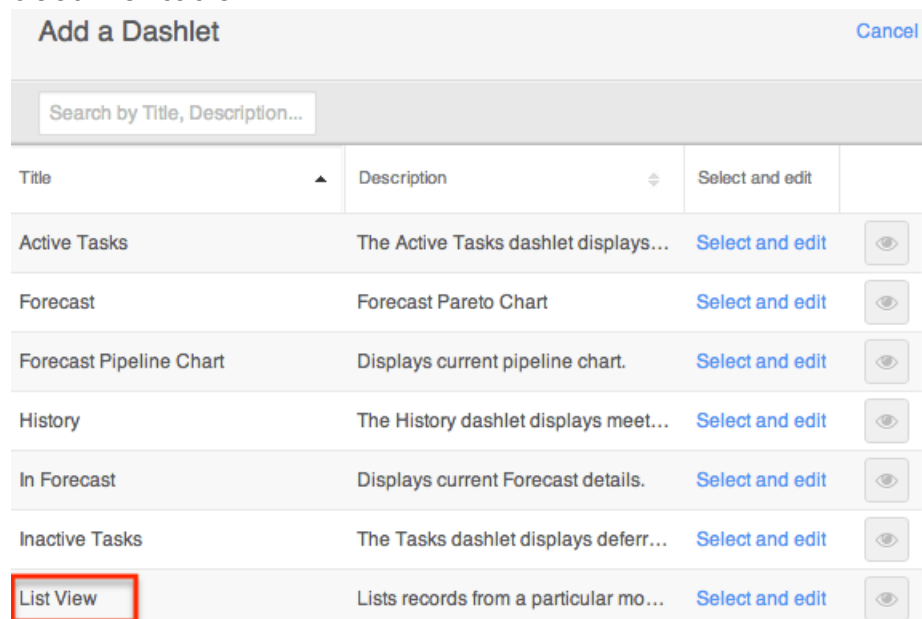 Add a Dashlet Cancel
Search by Title, Description...
Title Description Select and edit
Active Tasks The Active Tasks dashlet displays... Select and edit
Forecast Forecast Pareto Chart Select and edit
Forecast Pipeline Chart Displays current pipeline chart. Select and edit
History The History dashlet displays meet... Select and edit
In Forecast Displays current Forecast details. Select and edit
Inactive Tasks The Tasks dashlet displays deferr... Select and edit
List View Lists records from a particular mo... Select and edit